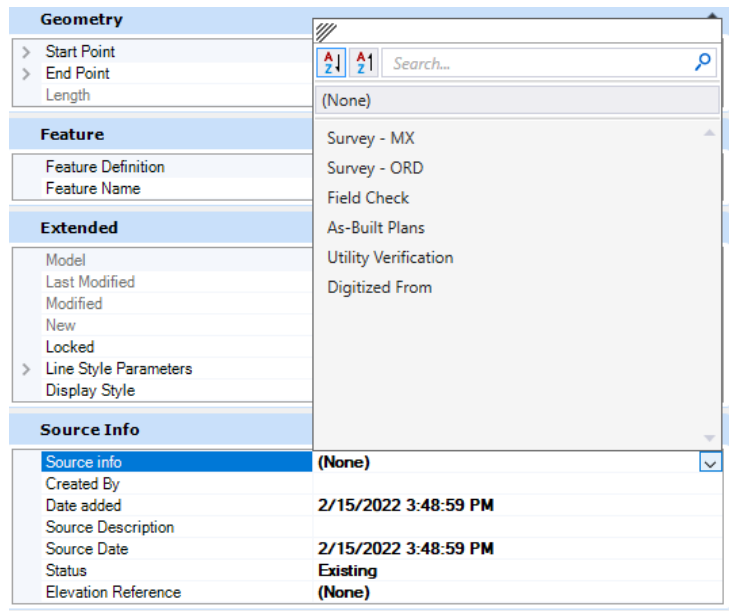 Geometry
Start Point
End Point
Length
Feature
Feature Definition
Feature Name
Extended
Model
Last Modified
Modified
New
Locked
Line Style Parameters
Display Style
Source Info
Source info (None)
Created By
Date added 2/15/2022 3:48:59 PM
Source Description
Source Date 2/15/2022 3:48:59 PM
Status Existing
Elevation Reference (None)
A Z A Z Search...
(None)
Survey - MX
Survey - ORD
Field Check
As-Built Plans
Utility Verification
Digitized From